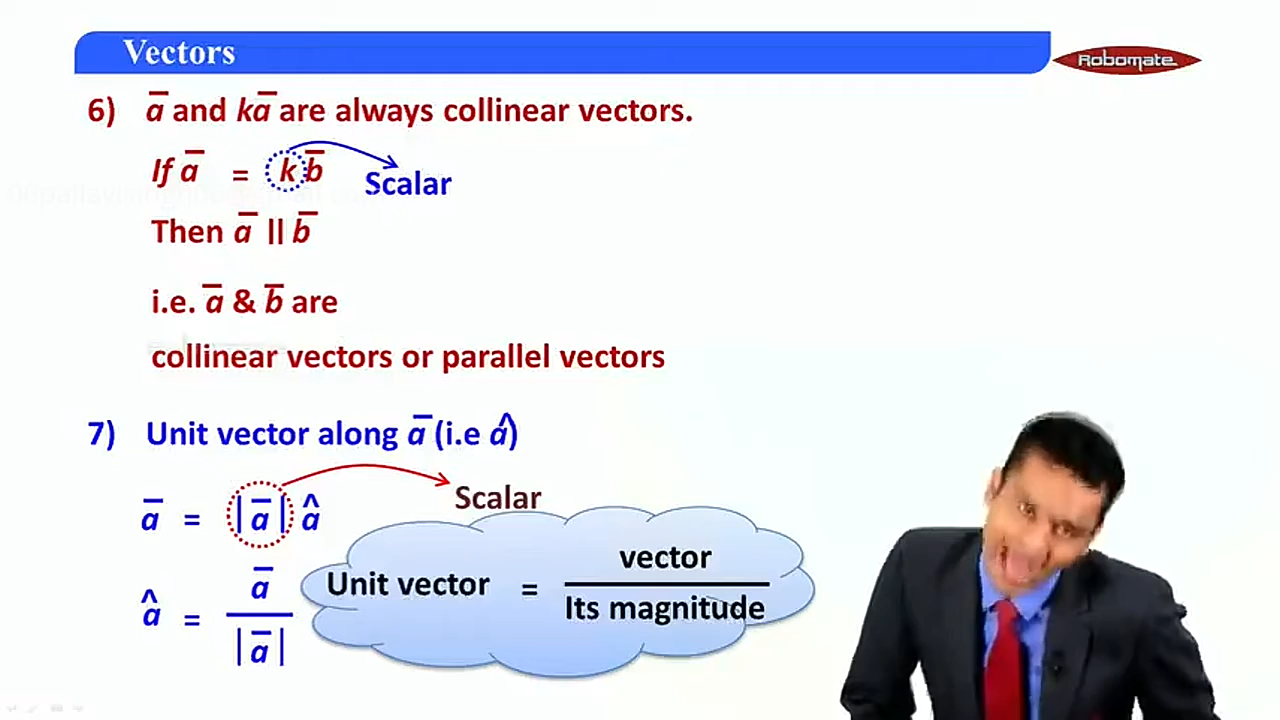 Vectors
Robomate
6) a̅ and ka̅ are always collinear vectors.
If a̅ = k b̅
Scalar
Then a̅ || b̅
i.e. a̅ & b̅ are
collinear vectors or parallel vectors
7) Unit vector along a̅ (i.e â)
a̅ = |a̅| â
Scalar
â = a̅ / |a̅|
Unit vector = vector / Its magnitude